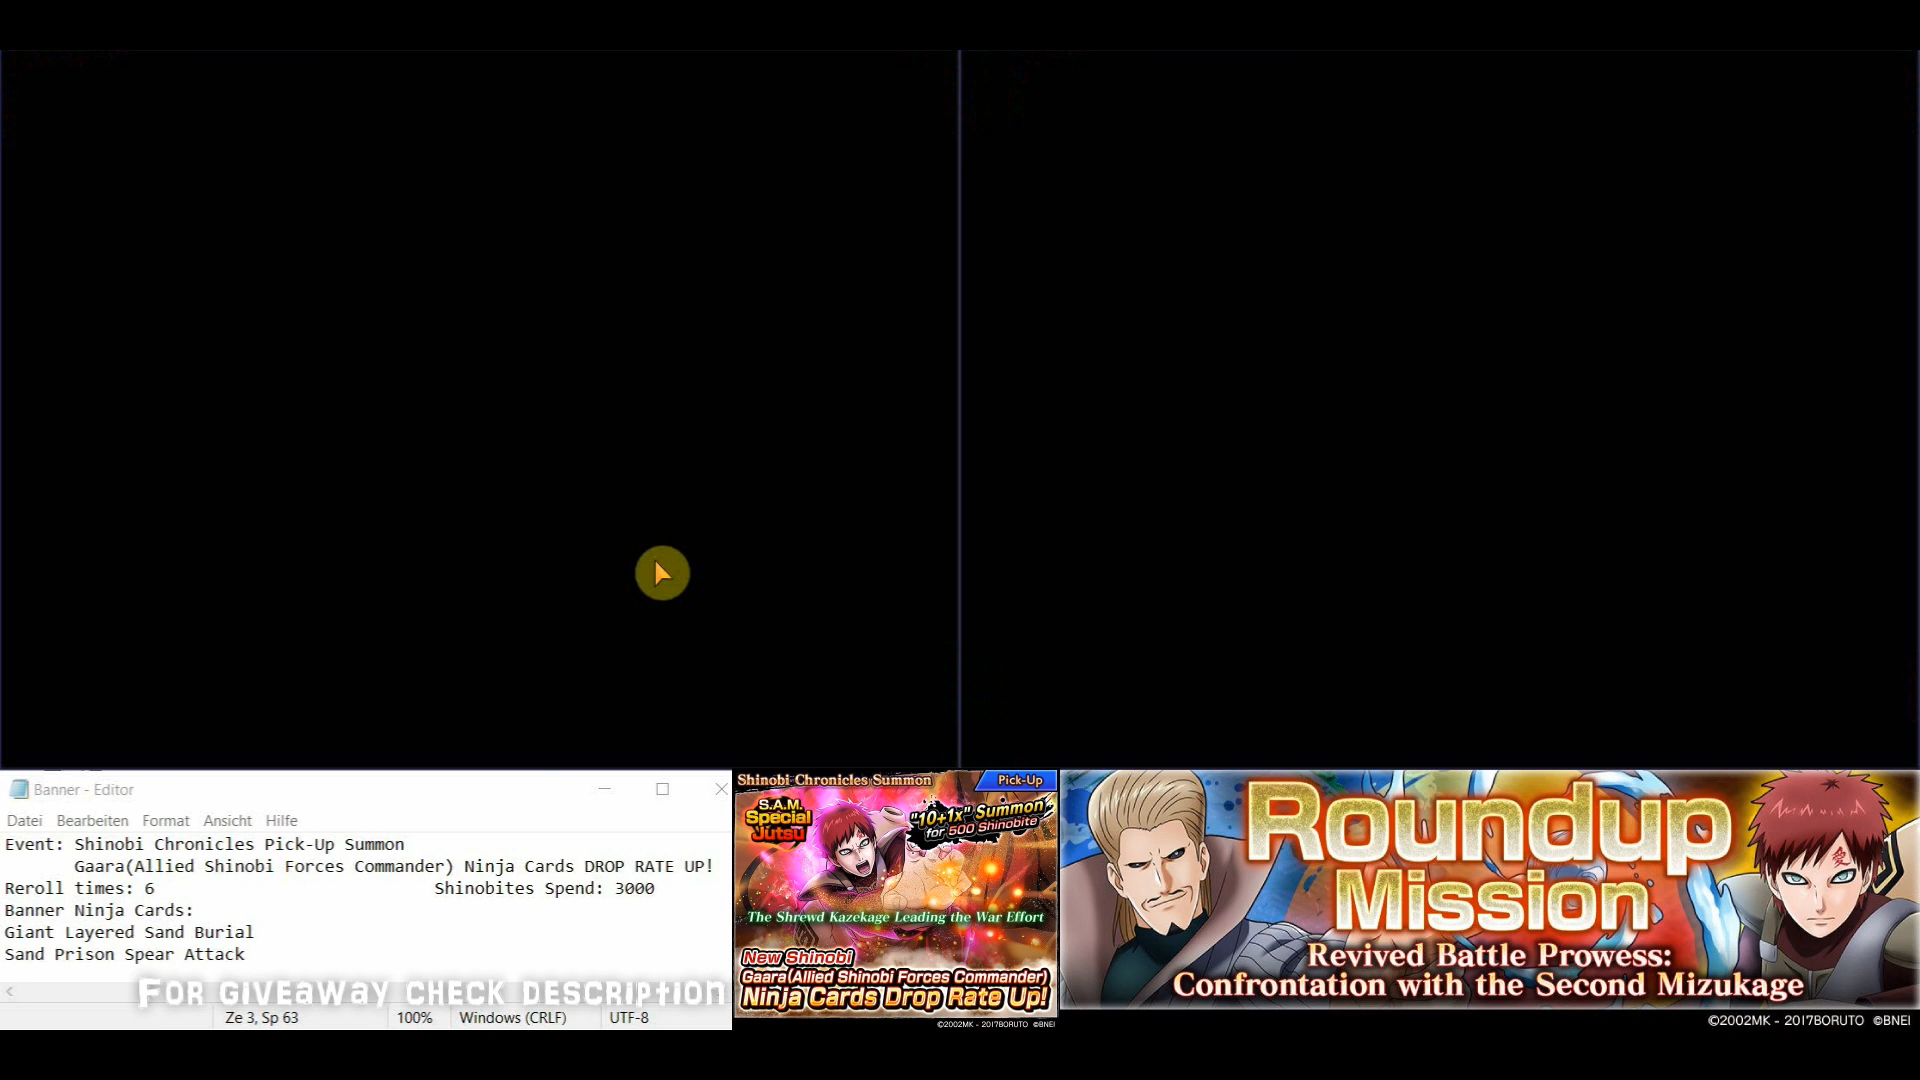 Banner - Editor
Datei Bearbeiten Format Ansicht Hilfe
Event: Shinobi Chronicles Pick-Up Summon
Gaara(Allied Shinobi Forces Commander) Ninja Cards DROP RATE UP!
Reroll times: 6 Shinobites Spend: 3000
Banner Ninja Cards:
Giant Layered Sand Burial
Sand Prison Spear Attack
FOR GIVEAWAY CHECK DESCRIPTION
Ze 3, Sp 63 100% Windows (CRLF) UTF-8
Shinobi Chronicles Summon
Pick-Up
S.A.M.
Special
Jutsu
"10+1x" Summon
for 500 Shinobite
The Shrewd Kazekage Leading the War Effort
New Shinobi
Gaara(Allied Shinobi Forces Commander)
Ninja Cards Drop Rate Up!
©2002MK - 2017BORUTO ©BNEI
Roundup
Mission
Revived Battle Prowess:
Confrontation with the Second Mizukage
愛
©2002MK - 2017BORUTO ©BNEI